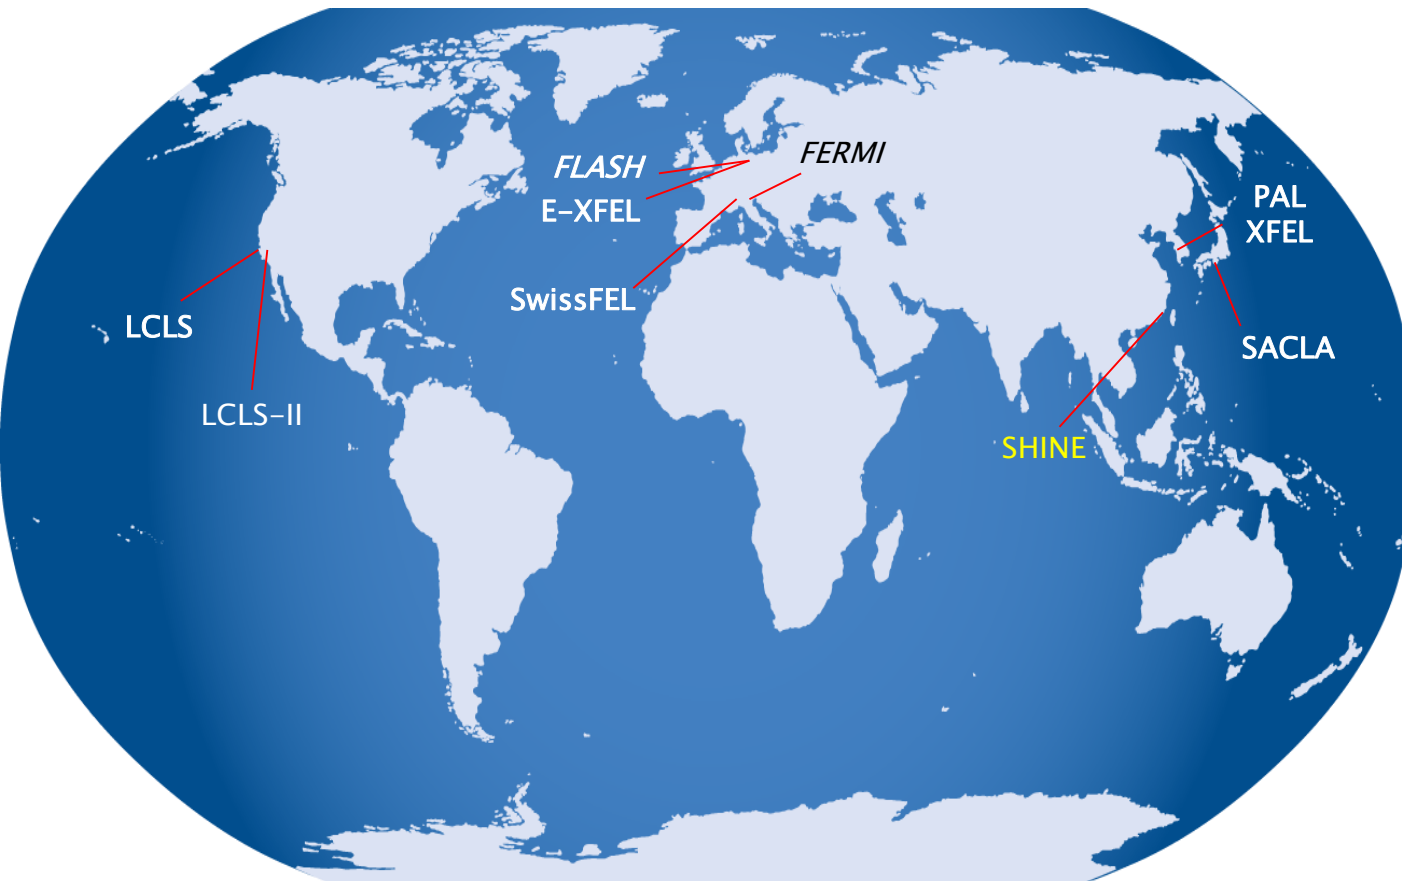 FLASH
FERMI
E-XFEL
PAL
XFEL
SwissFEL
LCLS
SACLA
LCLS-II
SHINE